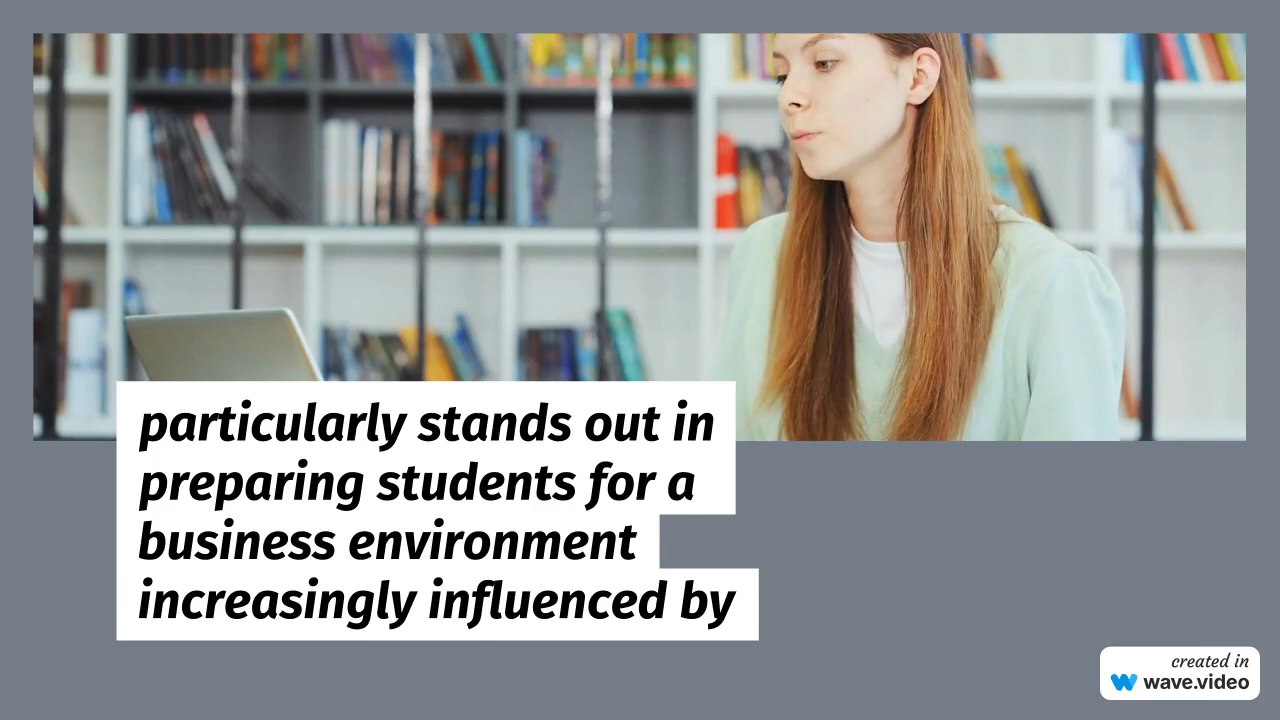 particularly stands out in
preparing students for a
business environment
increasingly influenced by
created in
wave.video